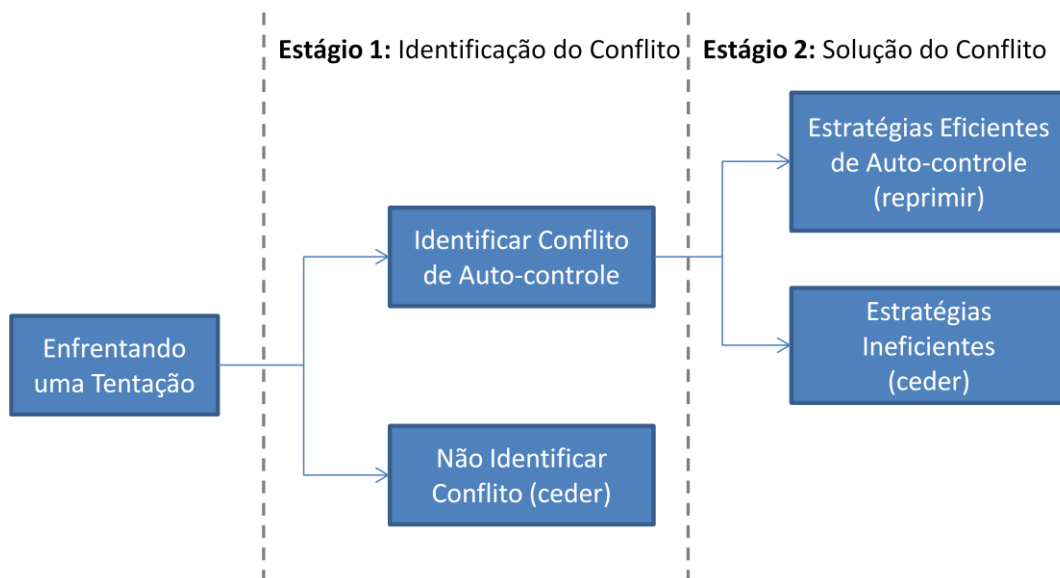 Estágio 1: Identificação do Conflito
Estágio 2: Solução do Conflito
Estratégias Eficientes
de Auto-controle
(reprimir)
Identificar Conflito
de Auto-controle
Enfrentando
uma Tentação
Estratégias
Ineficientes
(ceder)
Não Identificar
Conflito (ceder)